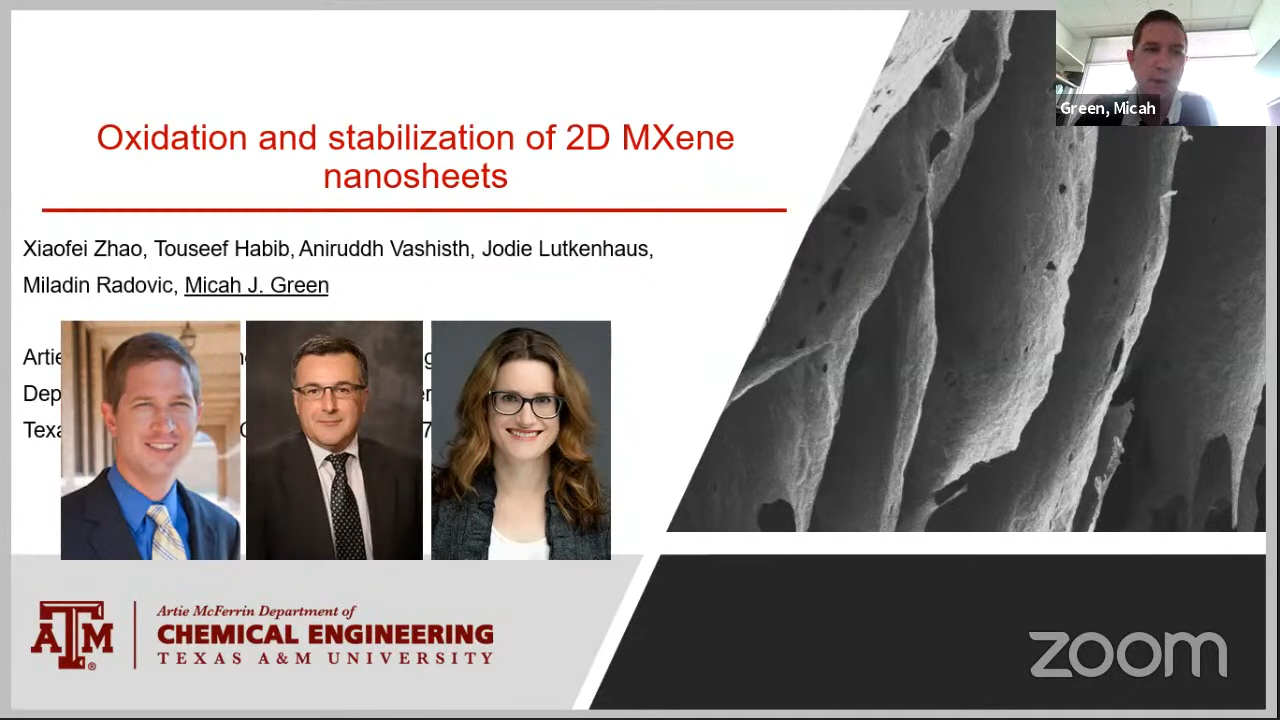 Green, Micah
Oxidation and stabilization of 2D MXene
nanosheets
Xiaofei Zhao, Touseef Habib, Aniruddh Vashisth, Jodie Lutkenhaus,
Miladin Radovic, Micah J. Green
Artie
A&M
®
Artie McFerrin Department of
CHEMICAL ENGINEERING
TEXAS A&M UNIVERSITY
zoom